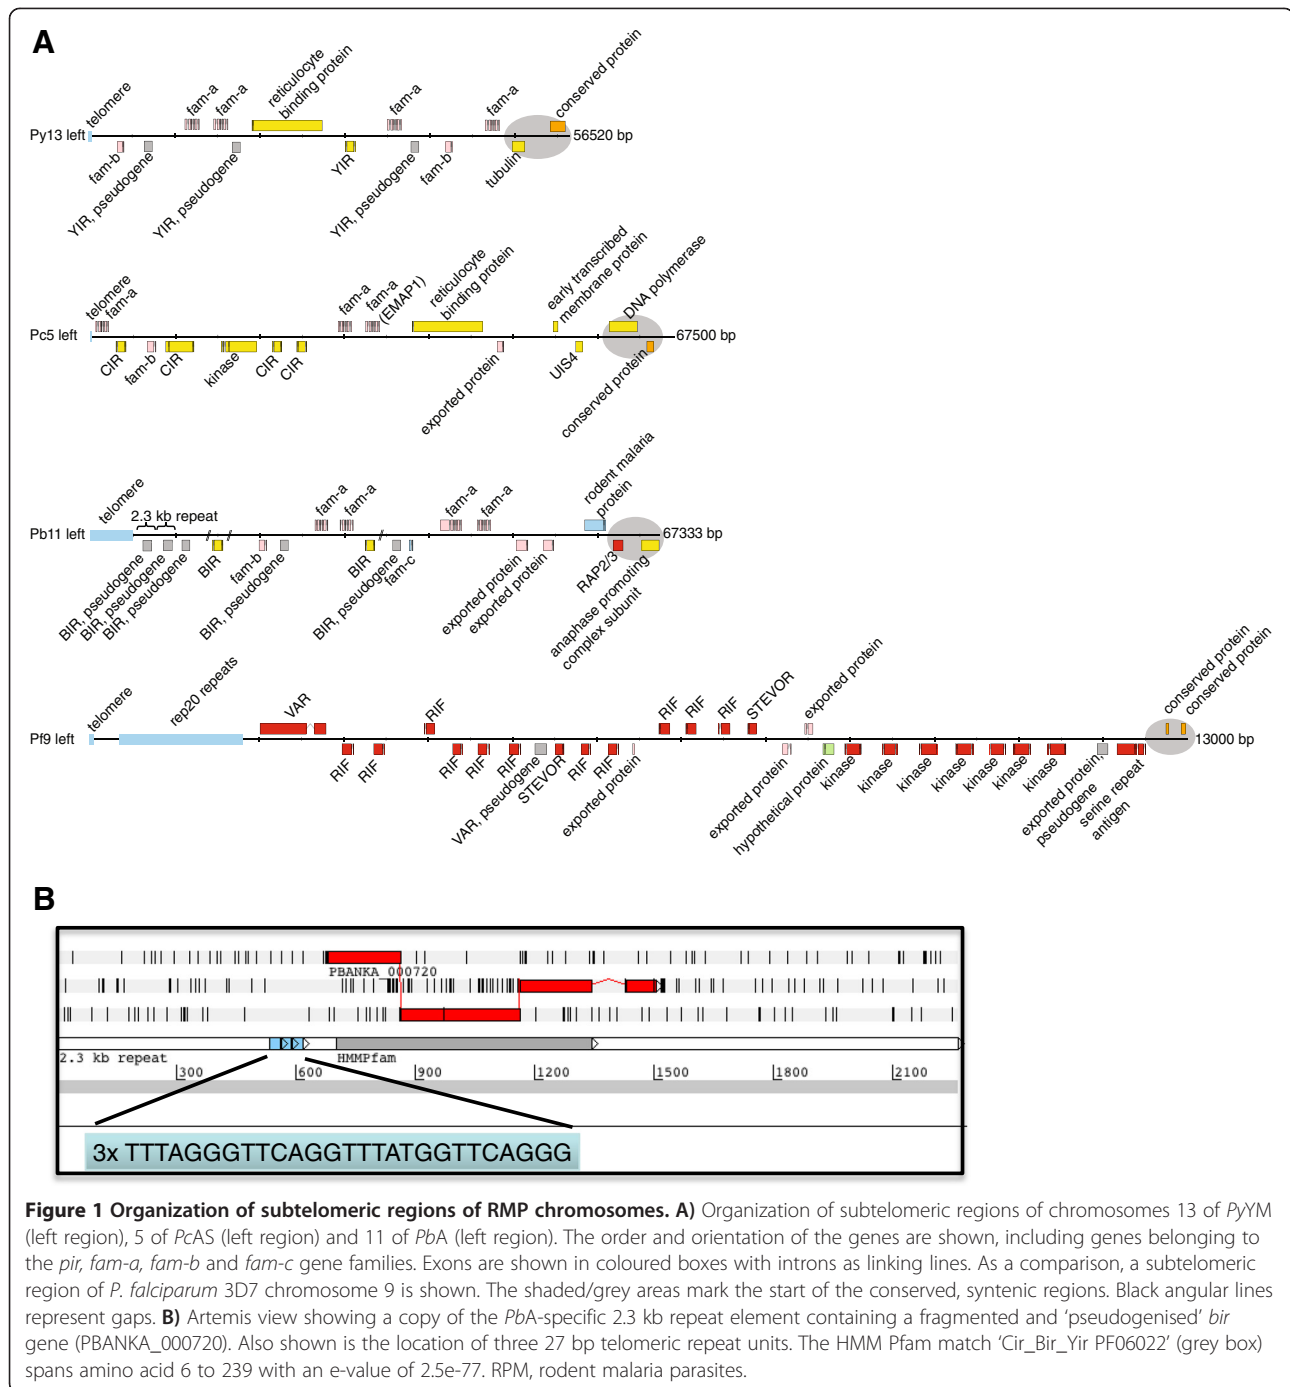 A
telomere
fam-a
fam-a
reticulocyte
binding protein
fam-a
fam-a
conserved protein
Py13 left
56520 bp
fam-b
YIR, pseudogene
YIR, pseudogene
YIR
YIR, pseudogene
fam-b
tubulin
telomere
fam-a
fam-a
fam-a
(EMAP1)
reticulocyte
binding protein
early transcribed
membrane protein
DNA polymerase
Pc5 left
67500 bp
CIR
fam-b
CIR
kinase
CIR
CIR
exported protein
UIS4
conserved protein
telomere
2.3 kb repeat
fam-a
fam-a
fam-a
fam-a
rodent malaria
protein
Pb11 left
67333 bp
BIR, pseudogene
BIR, pseudogene
BIR, pseudogene
BIR
fam-b
BIR, pseudogene
BIR
BIR, pseudogene
fam-c
exported protein
exported protein
RAP2/3
anaphase promoting
complex subunit
telomere
rep20 repeats
VAR
RIF
RIF
RIF
RIF
STEVOR
exported protein
conserved protein
conserved protein
Pf9 left
13000 bp
RIF
RIF
RIF
RIF
RIF
VAR, pseudogene
STEVOR
RIF
RIF
exported protein
exported protein
hypothetical protein
kinase
kinase
kinase
kinase
kinase
kinase
kinase
exported protein,
pseudogene
serine repeat
antigen
B
PBANKA_000720
2.3 kb repeat
HMMPfam
300
600
900
1200
1500
1800
2100
3x TTTAGGGTTCAGGTTTATGGTTCAGGG
Figure 1 Organization of subtelomeric regions of RMP chromosomes. A) Organization of subtelomeric regions of chromosomes 13 of PyYM
(left region), 5 of PcAS (left region) and 11 of PbA (left region). The order and orientation of the genes are shown, including genes belonging to
the pir, fam-a, fam-b and fam-c gene families. Exons are shown in coloured boxes with introns as linking lines. As a comparison, a subtelomeric
region of P. falciparum 3D7 chromosome 9 is shown. The shaded/grey areas mark the start of the conserved, syntenic regions. Black angular lines
represent gaps. B) Artemis view showing a copy of the PbA-specific 2.3 kb repeat element containing a fragmented and ‘pseudogenised’ bir
gene (PBANKA_000720). Also shown is the location of three 27 bp telomeric repeat units. The HMM Pfam match ‘Cir_Bir_Yir PF06022’ (grey box)
spans amino acid 6 to 239 with an e-value of 2.5e-77. RPM, rodent malaria parasites.